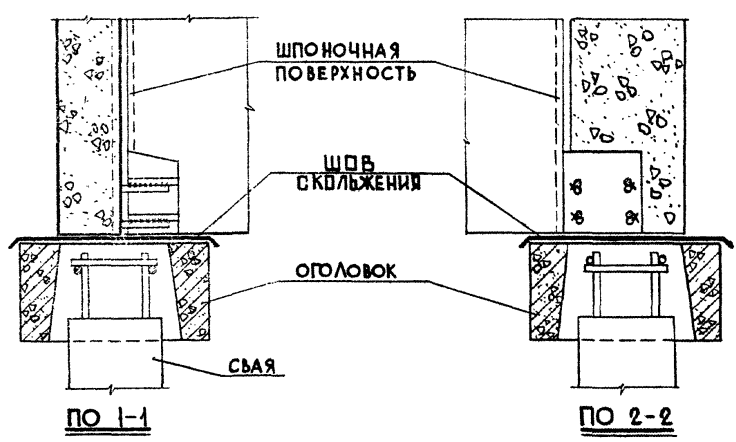 ШПОНОЧНАЯ
ПОВЕРХНОСТЬ
ШОВ
СКОЛЬЖЕНИЯ
ОГОЛОВОК
СВАЯ
ПО 1-1
ПО 2-2